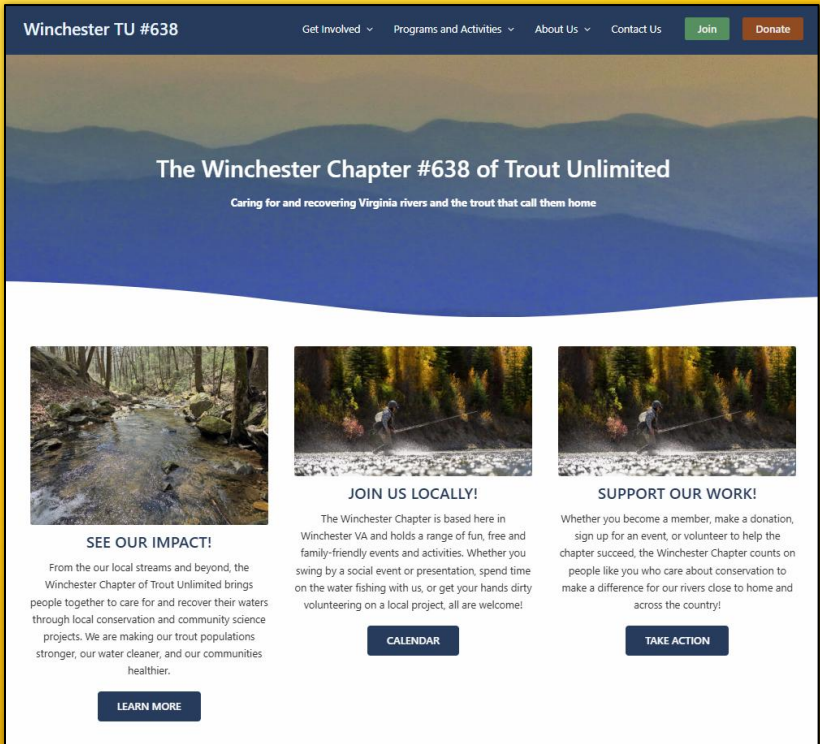 Winchester TU #638
Get Involved
Programs and Activities
About Us
Contact Us
Join
Donate
The Winchester Chapter #638 of Trout Unlimited
Caring for and recovering Virginia rivers and the trout that call them home
SEE OUR IMPACT!
From the our local streams and beyond, the
Winchester Chapter of Trout Unlimited brings
people together to care for and recover their waters
through local conservation and community science
projects. We are making our trout populations
stronger, our water cleaner, and our communities
healthier.
LEARN MORE
JOIN US LOCALLY!
The Winchester Chapter is based here in
Winchester VA and holds a range of fun, free and
family-friendly events and activities. Whether you
swing by a social event or presentation, spend time
on the water fishing with us, or get your hands dirty
volunteering on a local project, all are welcome!
CALENDAR
SUPPORT OUR WORK!
Whether you become a member, make a donation,
sign up for an event, or volunteer to help the
chapter succeed, the Winchester Chapter counts on
people like you who care about conservation to
make a difference for our rivers close to home and
across the country!
TAKE ACTION